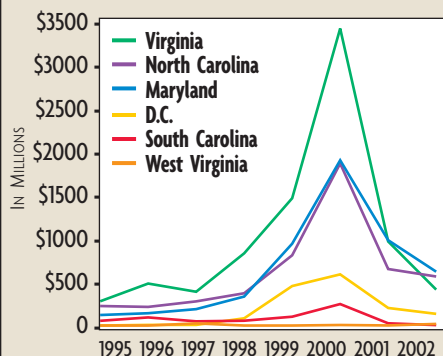 $3500
$3000
$2500
$2000
$1500
$1000
$500
0
IN MILLIONS
Virginia
North Carolina
Maryland
D.C.
South Carolina
West Virginia
1995 1996 1997 1998 1999 2000 2001 2002